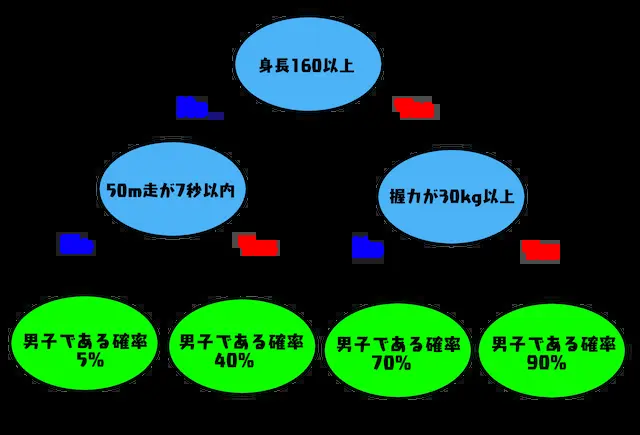 身長160以上
50m走が7秒以内
握力が30kg以上
男子である確率
5%
男子である確率
40%
男子である確率
70%
男子である確率
90%